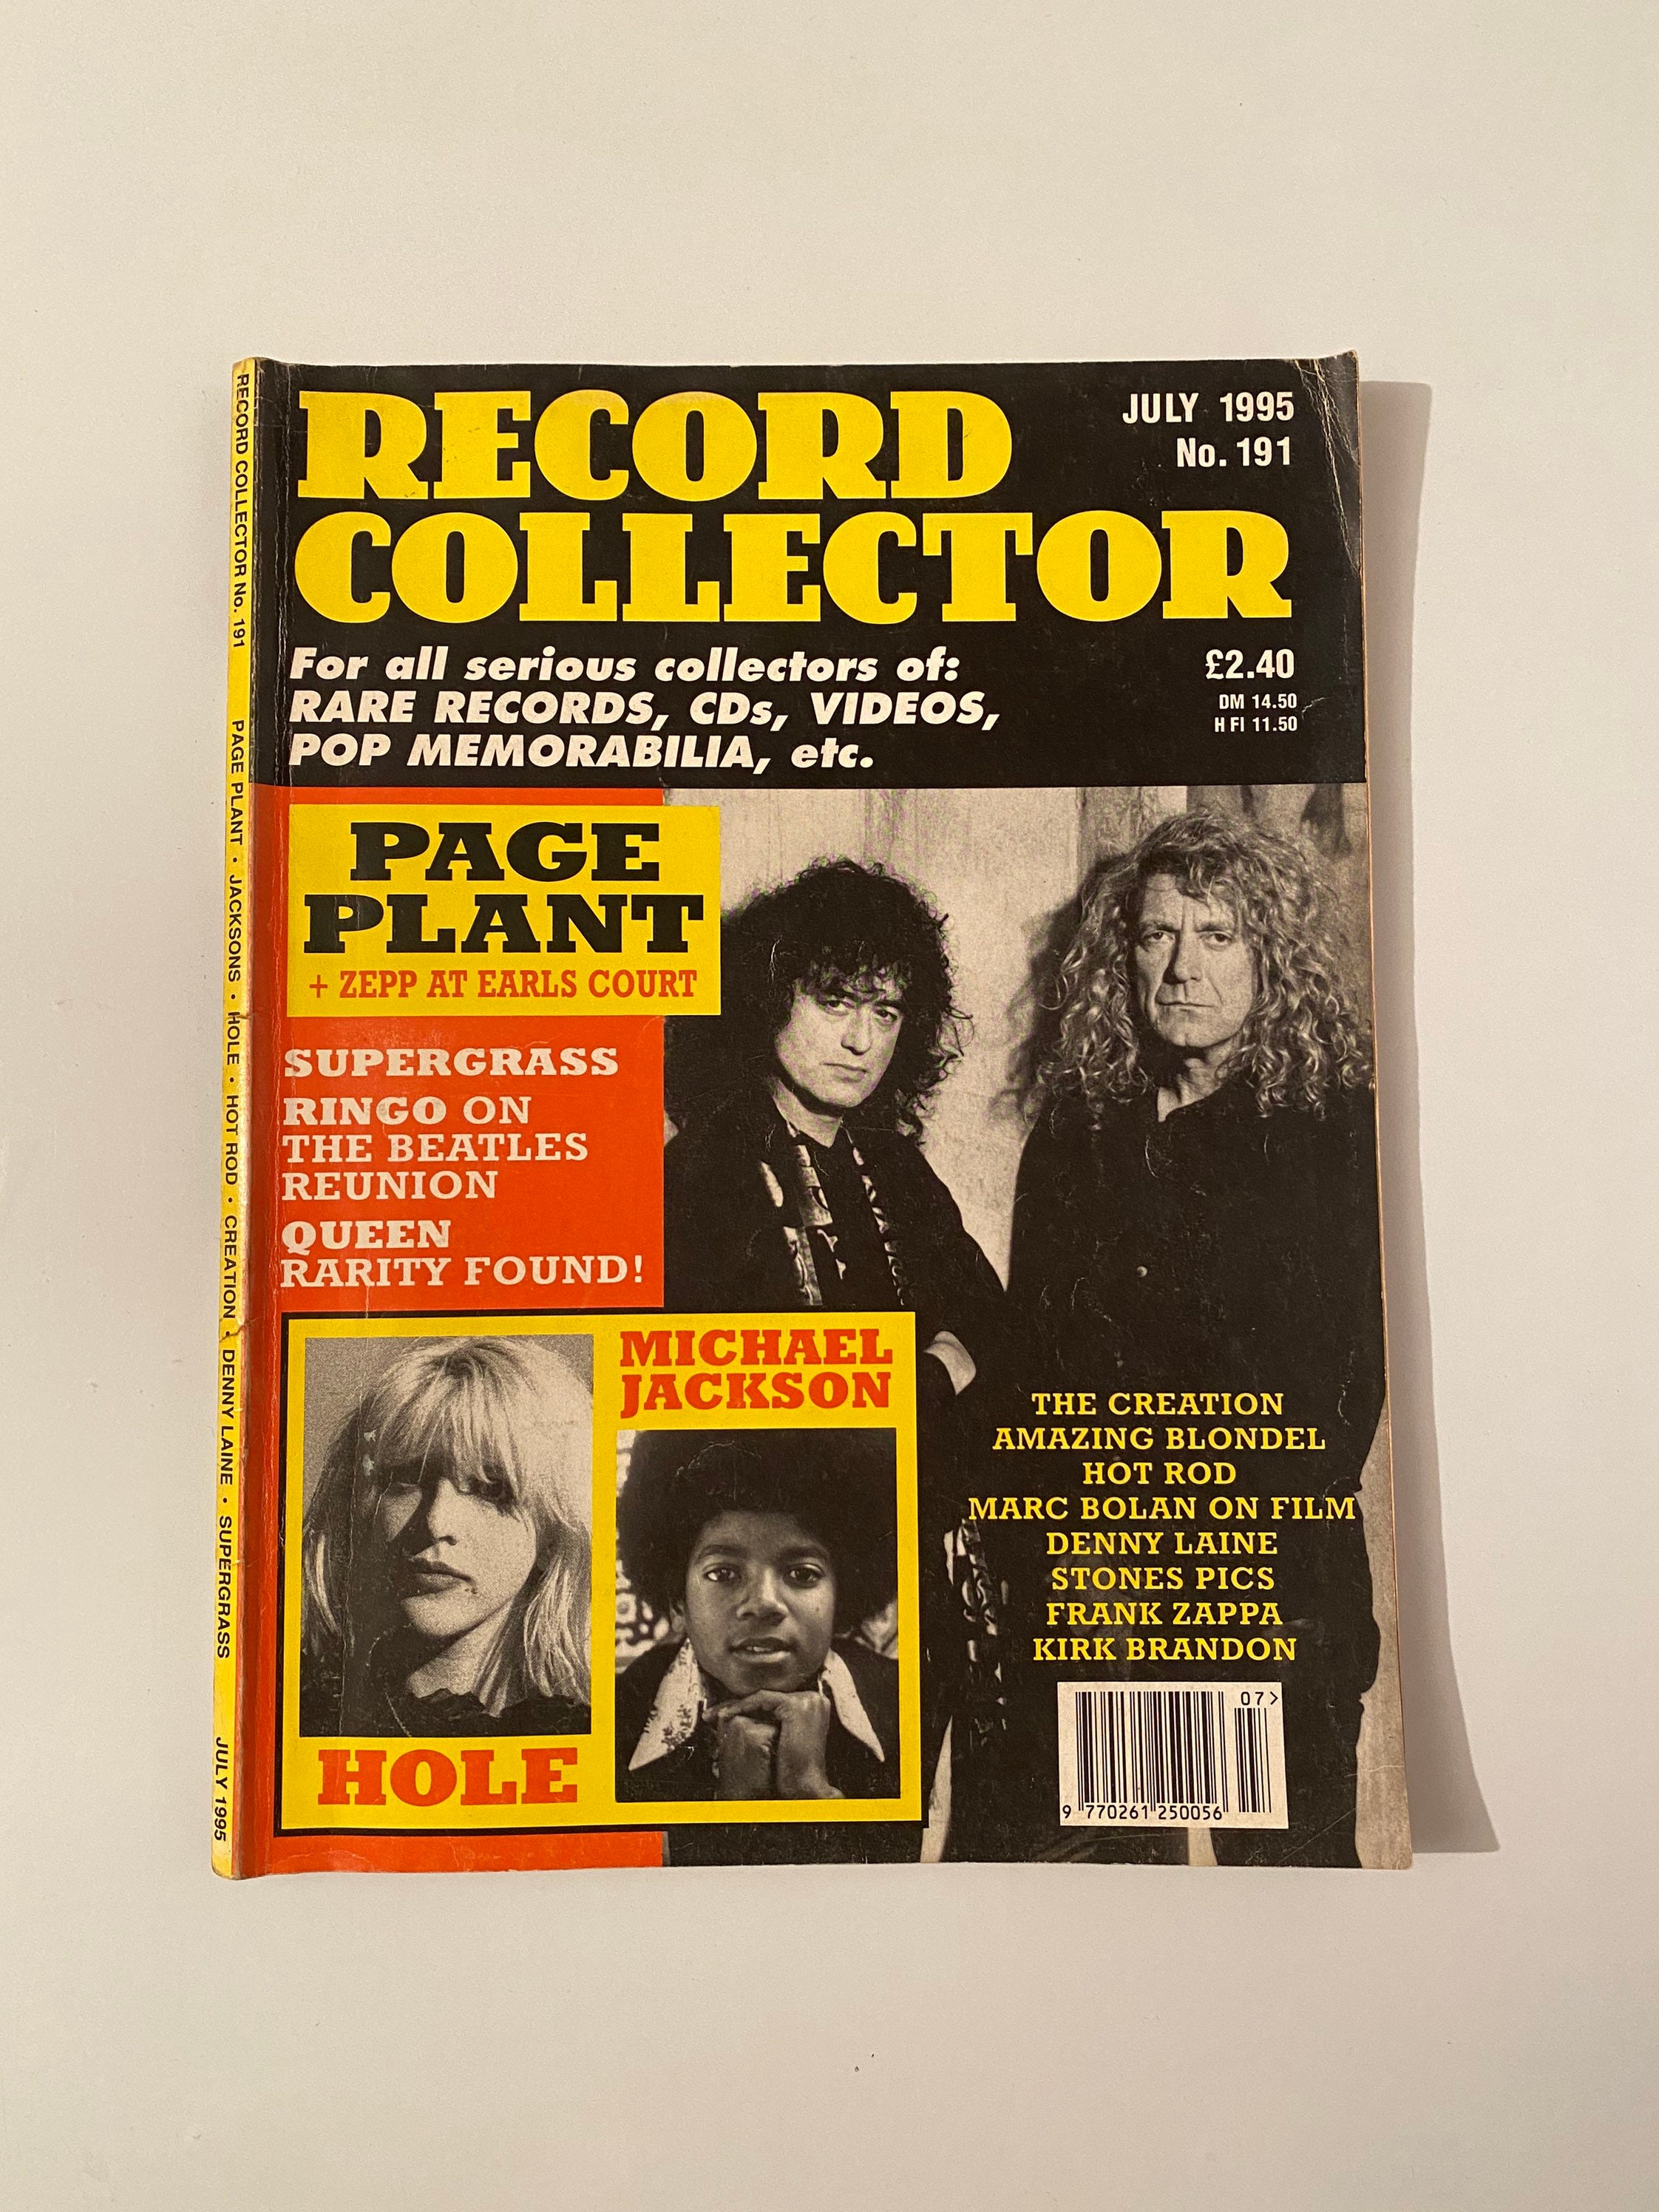 RECORD COLLECTOR No. 191 PAGE PLANT • JACKSONS • HOLE • HOT ROD • CREATION • DENNY LAINE • SUPERGRASS JULY 1995
RECORD
COLLECTOR
JULY 1995
No. 191
For all serious collectors of:
RARE RECORDS, CDs, VIDEOS,
POP MEMORABILIA, etc.
£2.40
DM 14.50
H Fl 11.50
PAGE
PLANT
+ ZEPP AT EARLS COURT
SUPERGRASS
RINGO ON
THE BEATLES
REUNION
QUEEN
RARITY FOUND!
MICHAEL
JACKSON
HOLE
THE CREATION
AMAZING BLONDEL
HOT ROD
MARC BOLAN ON FILM
DENNY LAINE
STONES PICS
FRANK ZAPPA
KIRK BRANDON
07>
9 770261 250056